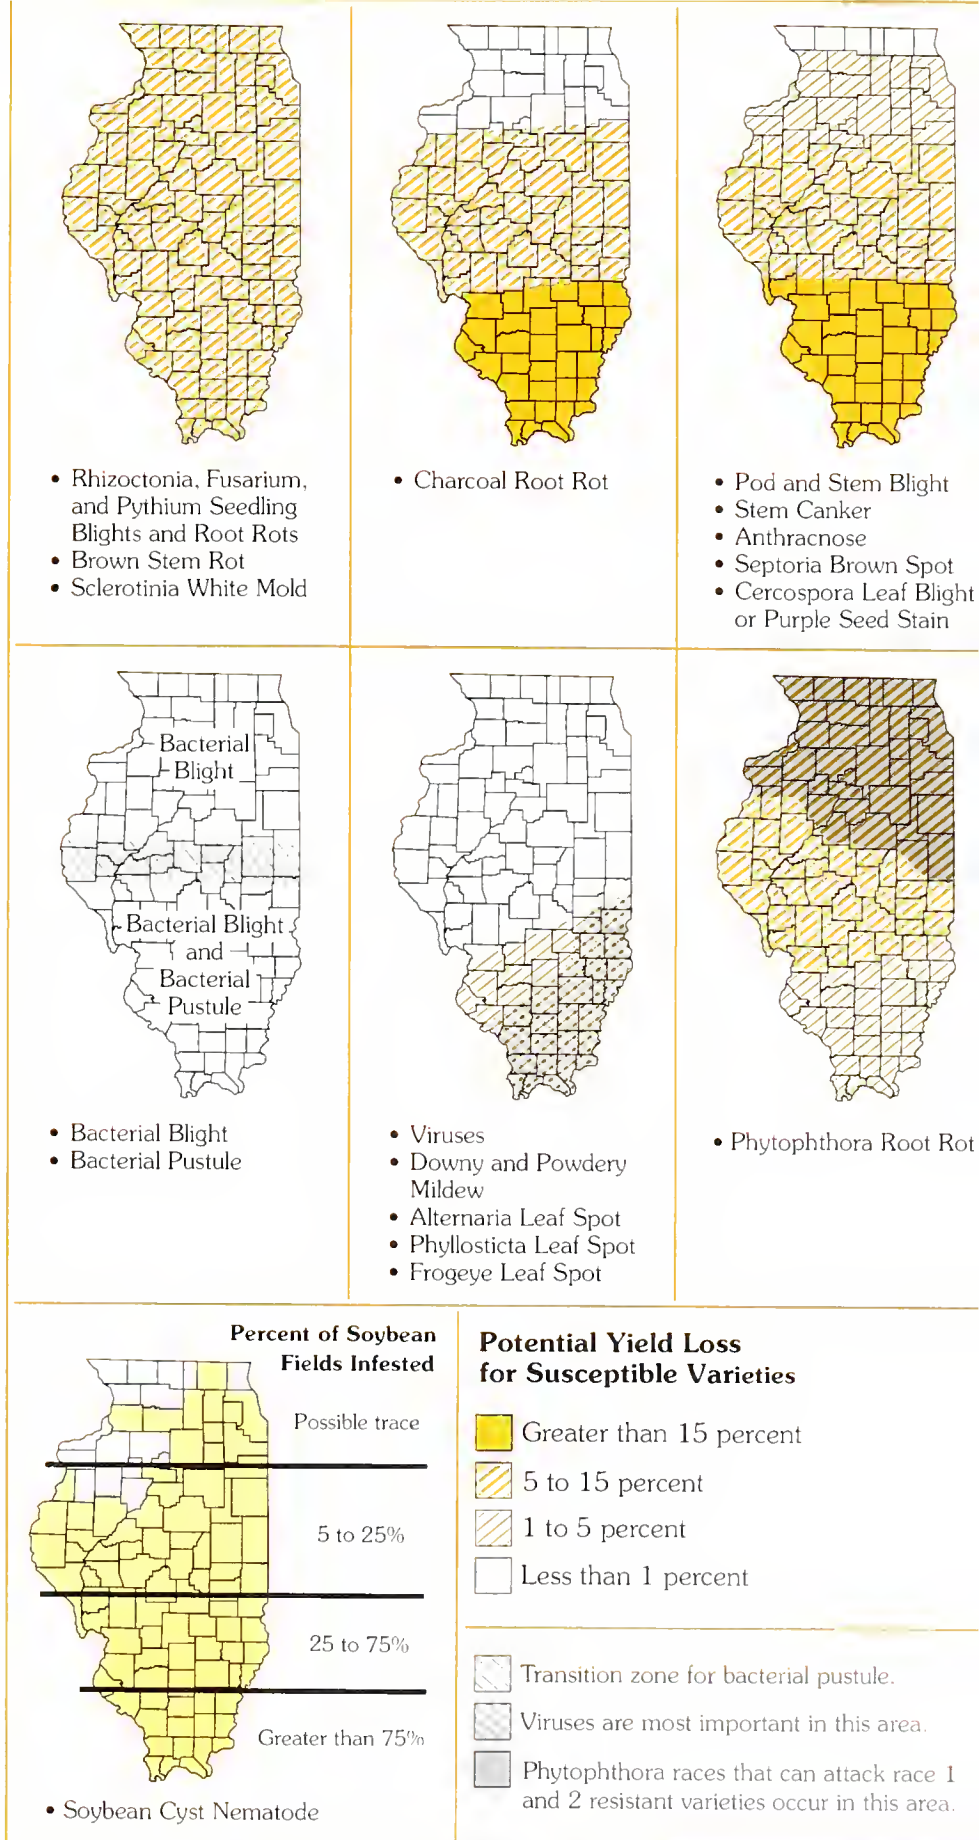 • Rhizoctonia, Fusarium,
and Pythium Seedling
Blights and Root Rots
• Brown Stem Rot
• Sclerotinia White Mold
• Charcoal Root Rot
• Pod and Stem Blight
• Stem Canker
• Anthracnose
• Septoria Brown Spot
• Cercospora Leaf Blight
or Purple Seed Stain
Bacterial
Blight
Bacterial Blight
and
Bacterial
Pustule
• Bacterial Blight
• Bacterial Pustule
• Viruses
• Downy and Powdery
Mildew
• Alternaria Leaf Spot
• Phyllosticta Leaf Spot
• Frogeye Leaf Spot
• Phytophthora Root Rot
Percent of Soybean
Fields Infested
Possible trace
5 to 25%
25 to 75%
Greater than 75%
• Soybean Cyst Nematode
Potential Yield Loss
for Susceptible Varieties
Greater than 15 percent
5 to 15 percent
1 to 5 percent
Less than 1 percent
Transition zone for bacterial pustule.
Viruses are most important in this area.
Phytophthora races that can attack race 1
and 2 resistant varieties occur in this area.